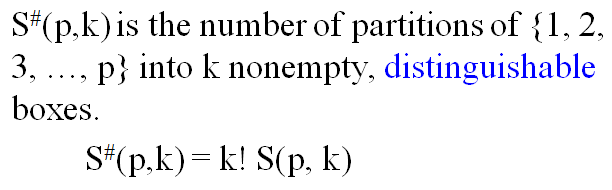 S#(p,k) is the number of partitions of {1, 2,
3, …, p} into k nonempty, distinguishable
boxes.
S#(p,k) = k! S(p, k)